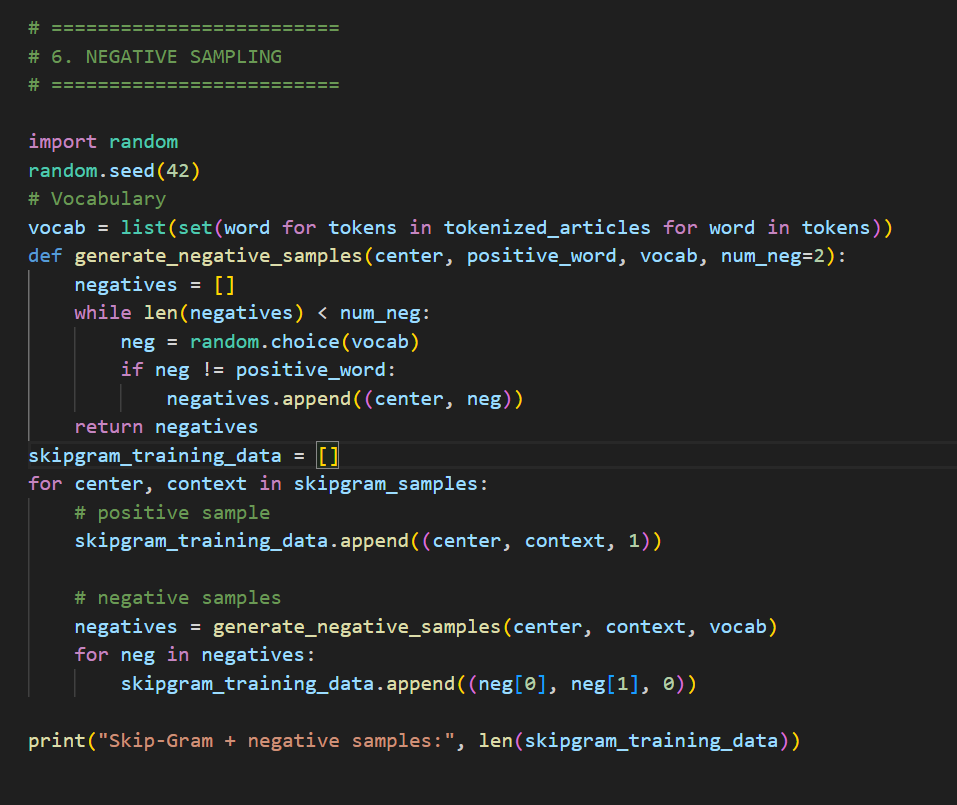 # =========================
# 6. NEGATIVE SAMPLING
# =========================
import random
random.seed(42)
# Vocabulary
vocab = list(set(word for tokens in tokenized_articles for word in tokens))
def generate_negative_samples(center, positive_word, vocab, num_neg=2):
    negatives = []
    while len(negatives) < num_neg:
        neg = random.choice(vocab)
        if neg != positive_word:
            negatives.append((center, neg))
    return negatives
skipgram_training_data = []
for center, context in skipgram_samples:
    # positive sample
    skipgram_training_data.append((center, context, 1))
    # negative samples
    negatives = generate_negative_samples(center, context, vocab)
    for neg in negatives:
        skipgram_training_data.append((neg[0], neg[1], 0))
print("Skip-Gram + negative samples:", len(skipgram_training_data))